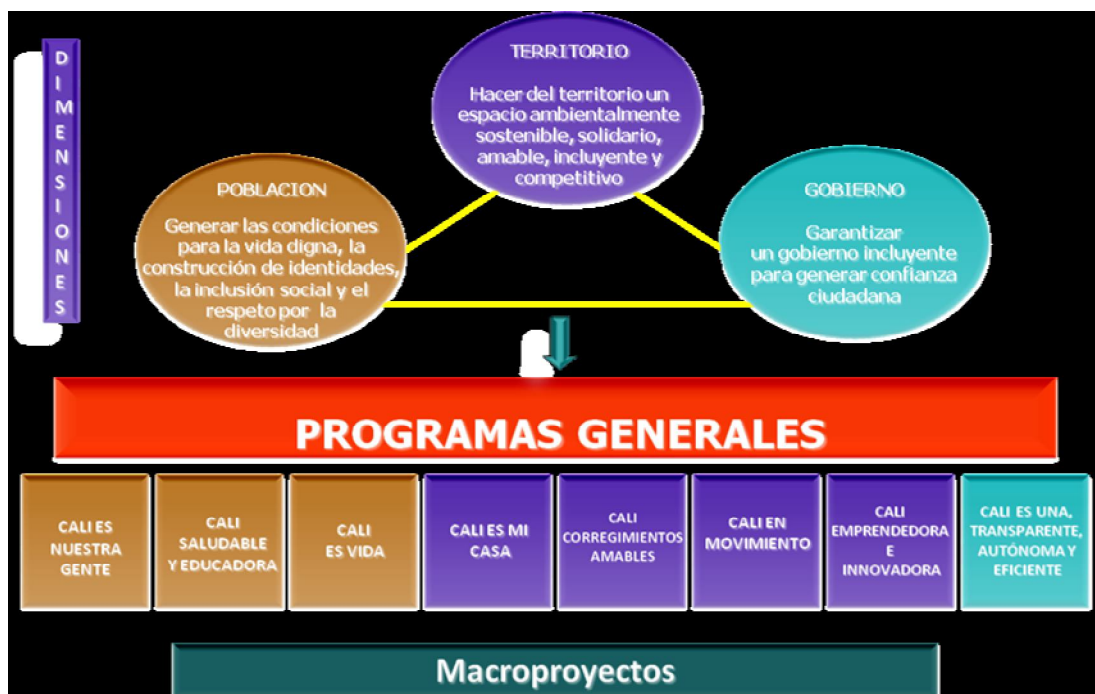 DIMENSIONES
TERRITORIO
Hacer del territorio un
espacio ambientalmente
sostenible, solidario,
amable, incluyente y
competitivo
POBLACION
Generar las condiciones
para la vida digna, la
construcción de identidades,
la inclusión social y el
respeto por la
diversidad
GOBIERNO
Garantizar
un gobierno incluyente
para generar confianza
ciudadana
PROGRAMAS GENERALES
CALI ES
NUESTRA
GENTE
CALI
SALUDABLE
Y EDUCADORA
CALI
ES VIDA
CALI ES MI
CASA
CALI
CORREGIMIENTOS
AMABLES
CALI EN
MOVIMIENTO
CALI
EMPRENDEDORA
E
INNOVADORA
CALI ES UNA,
TRANSPARENTE,
AUTÓNOMA Y
EFICIENTE
Macroproyectos